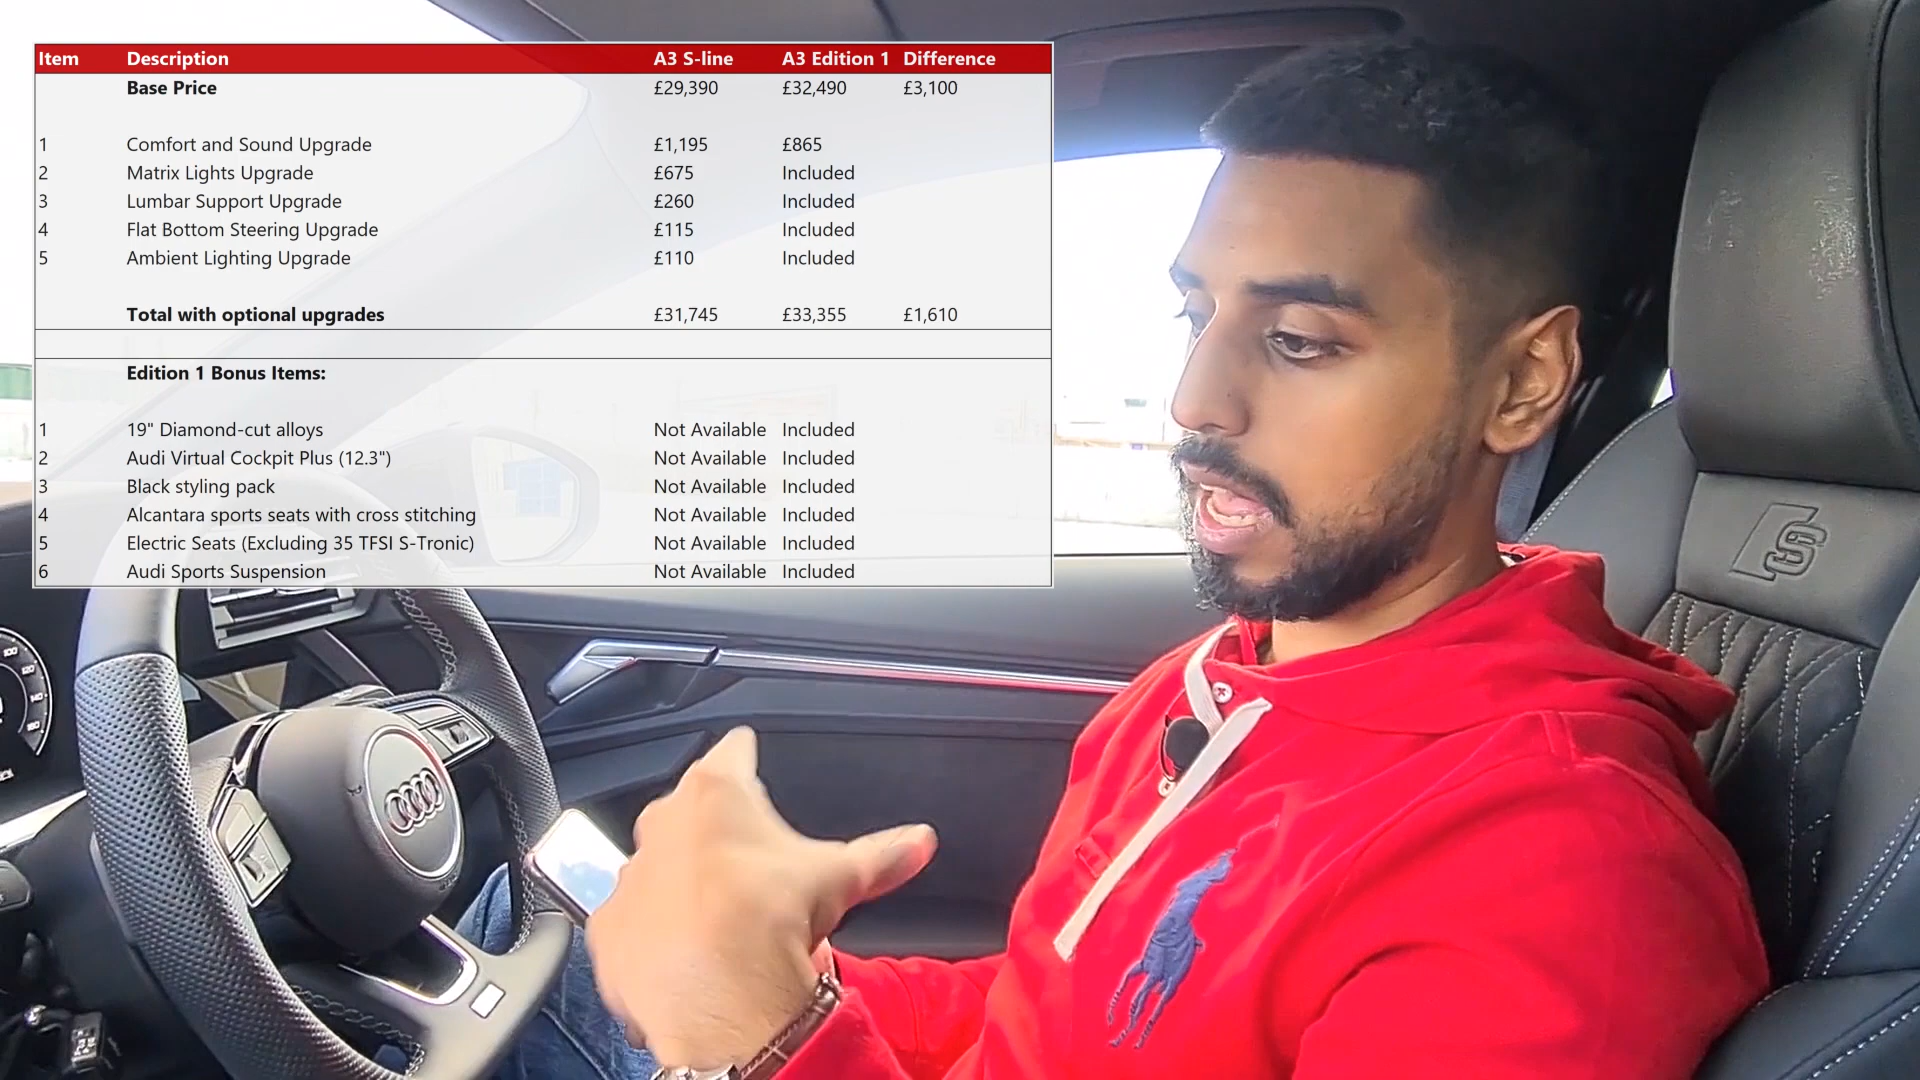 Item Description A3 S-line A3 Edition 1 Difference
Base Price £29,390 £32,490 £3,100
1 Comfort and Sound Upgrade £1,195 £865
2 Matrix Lights Upgrade £675 Included
3 Lumbar Support Upgrade £260 Included
4 Flat Bottom Steering Upgrade £115 Included
5 Ambient Lighting Upgrade £110 Included
Total with optional upgrades £31,745 £33,355 £1,610
Edition 1 Bonus Items:
1 19" Diamond-cut alloys Not Available Included
2 Audi Virtual Cockpit Plus (12.3") Not Available Included
3 Black styling pack Not Available Included
4 Alcantara sports seats with cross stitching Not Available Included
5 Electric Seats (Excluding 35 TFSI S-Tronic) Not Available Included
6 Audi Sports Suspension Not Available Included
S
100
120
140
160